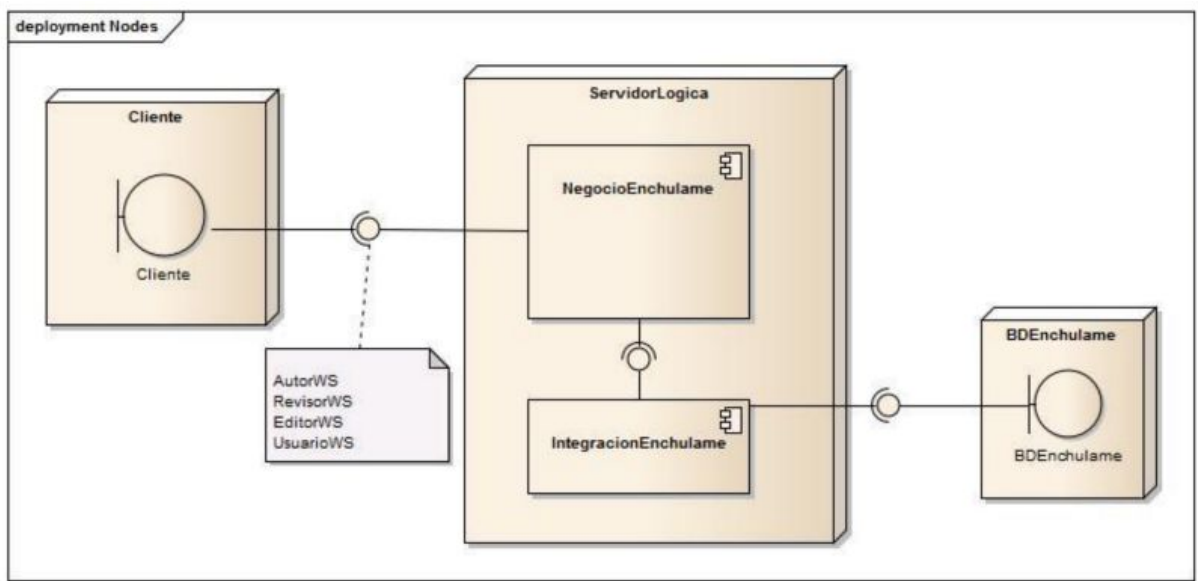 deployment Nodes
Cliente
Cliente
AutorWS
RevisorWS
EditorWS
UsuarioWS
ServidorLogica
NegocioEnchulame
IntegracionEnchulame
BDEnchulame
BDEnchulame